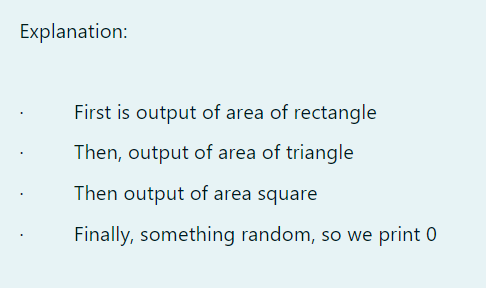 Explanation:
· First is output of area of rectangle
· Then, output of area of triangle
· Then output of area square
· Finally, something random, so we print 0